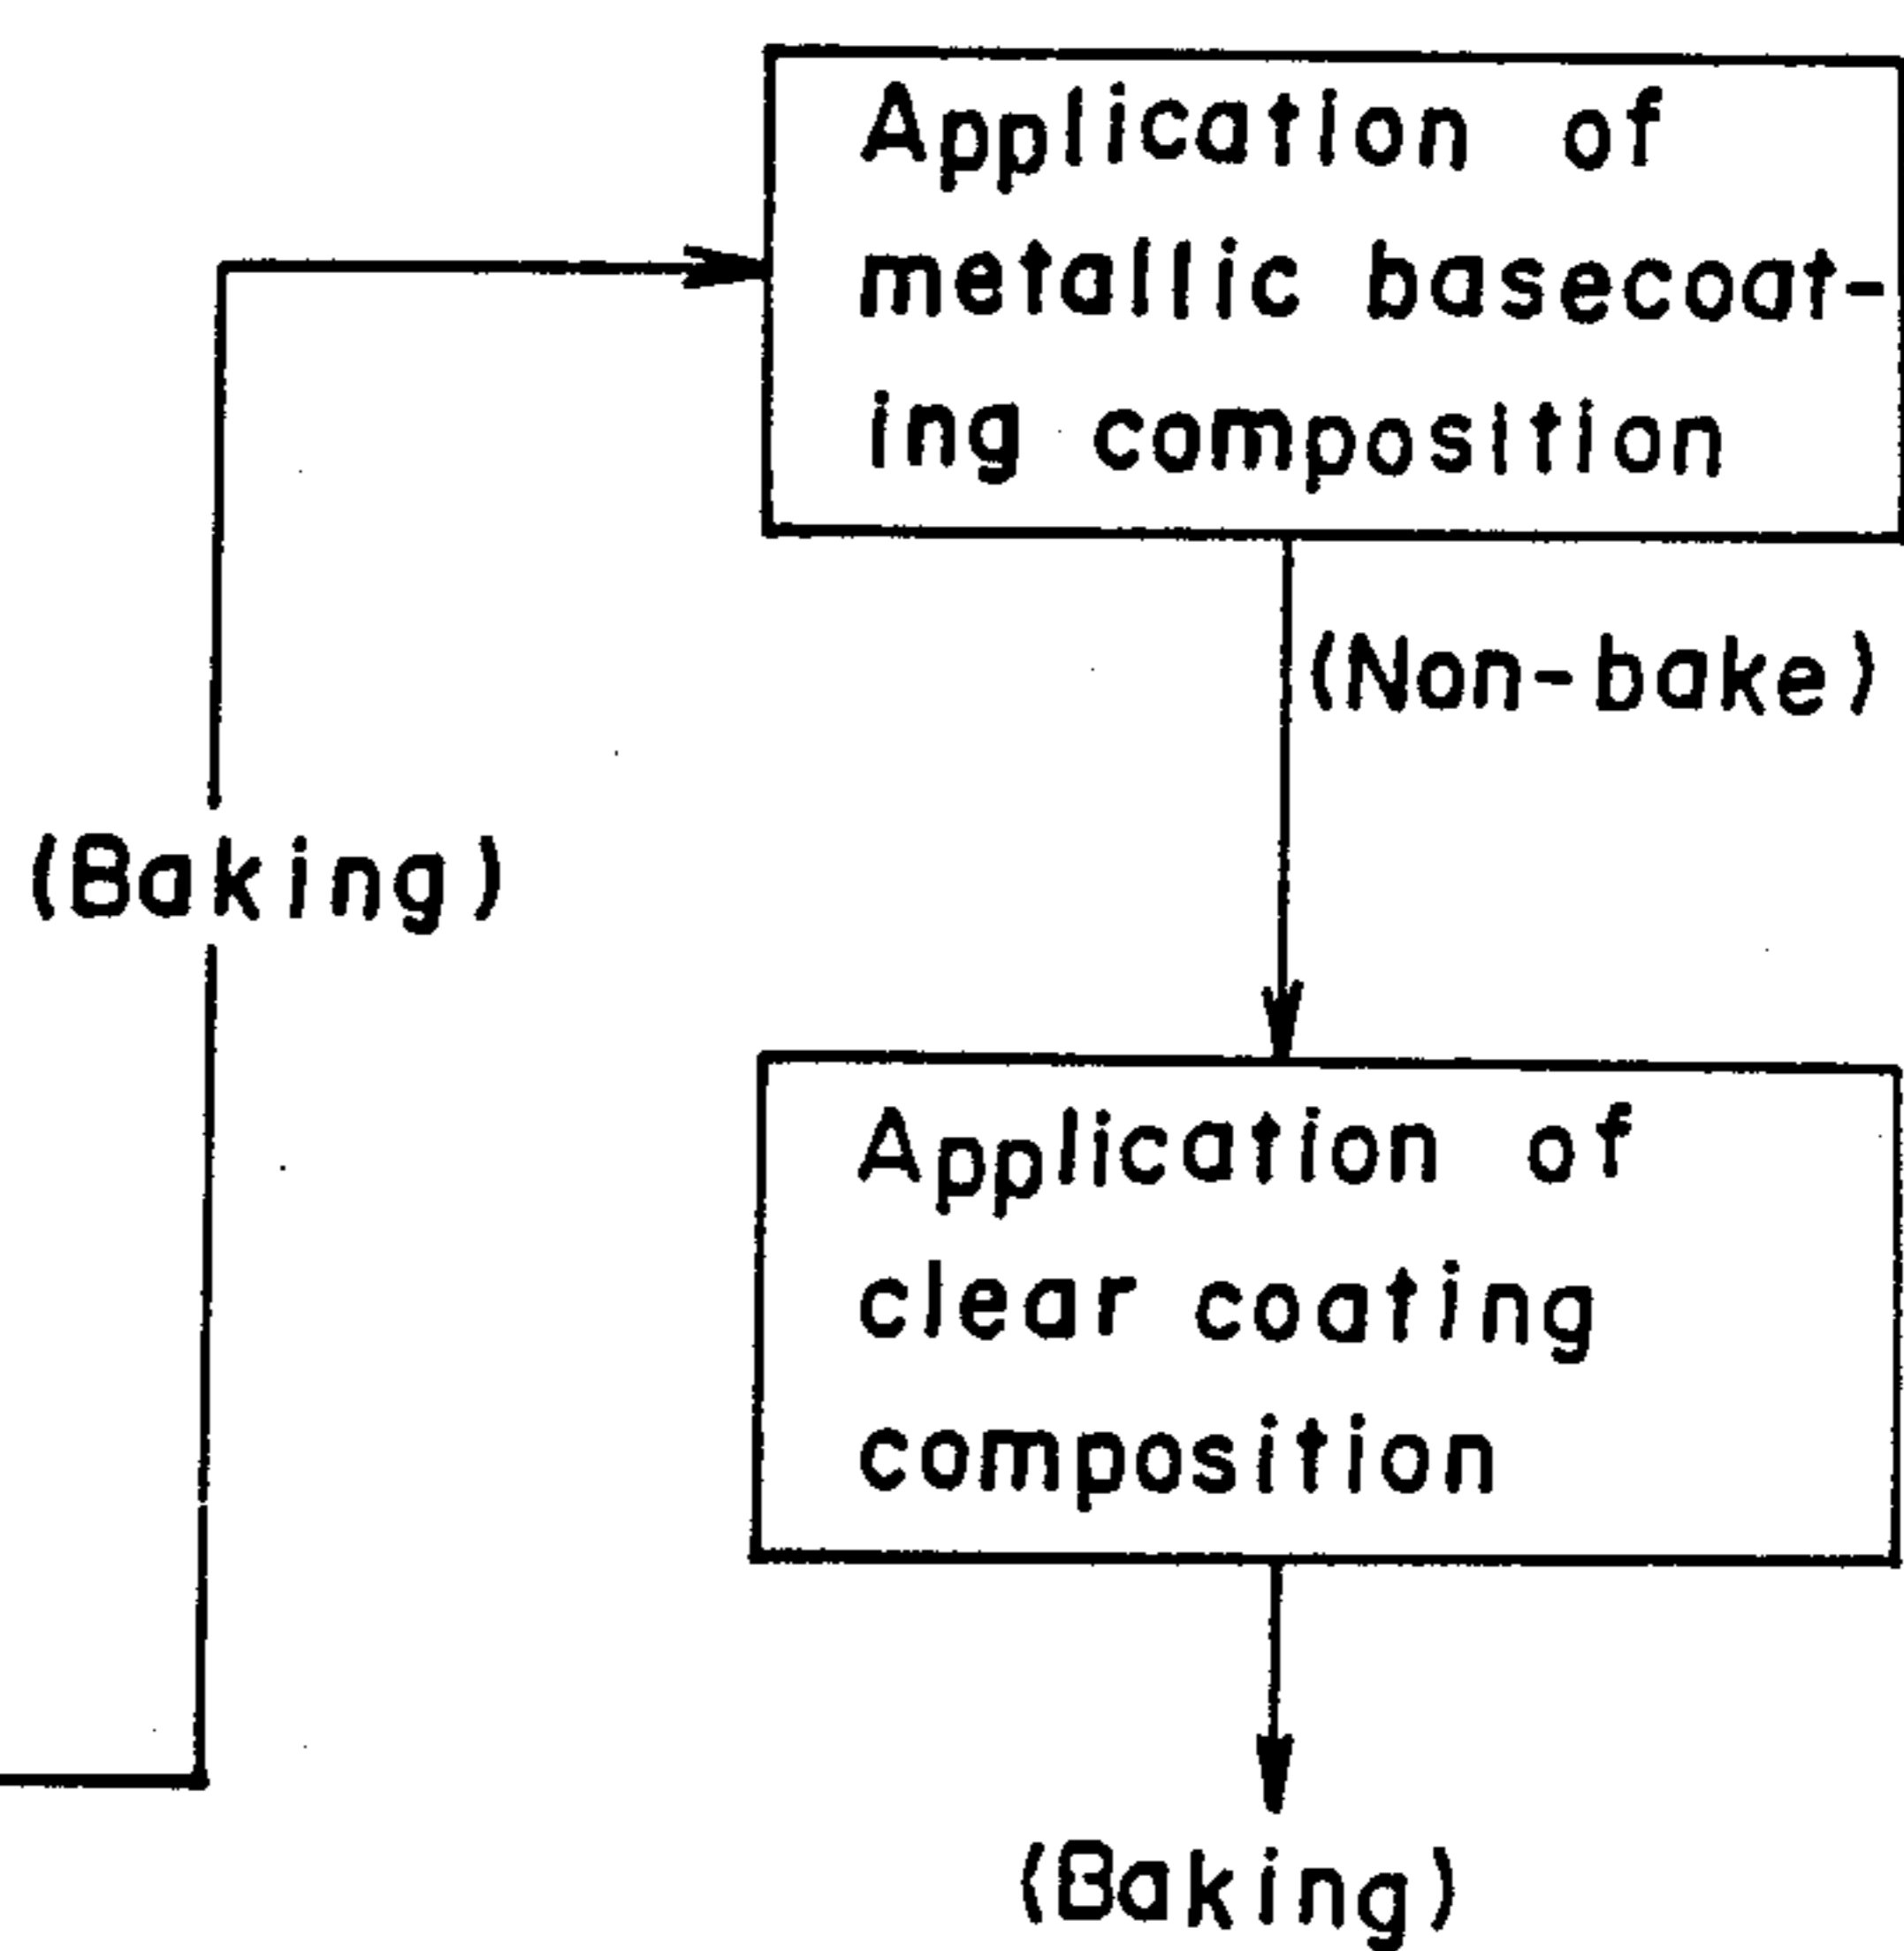 Application of
metallic basecoat-
ing composition
(Non-bake)
(Baking)
Application of
clear coating
composition
(Baking)